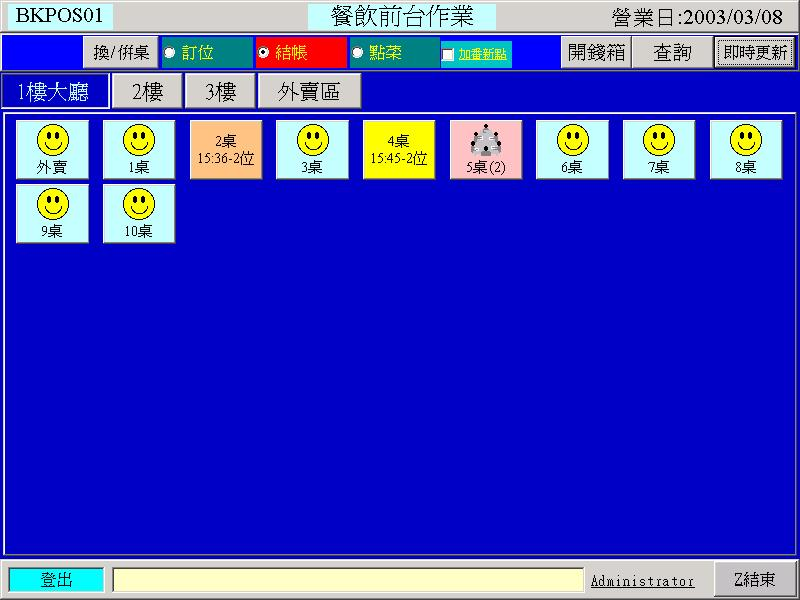 BKPOS01
餐飲前台作業
營業日:2003/03/08
換/併桌
訂位
結帳
點菜
加番新點
開錢箱
查詢
即時更新
1樓大廳
2樓
3樓
外賣區
外賣
1桌
2桌
15:36-2位
3桌
4桌
15:45-2位
5桌(2)
6桌
7桌
8桌
9桌
10桌
登出
Administrator
Z結束